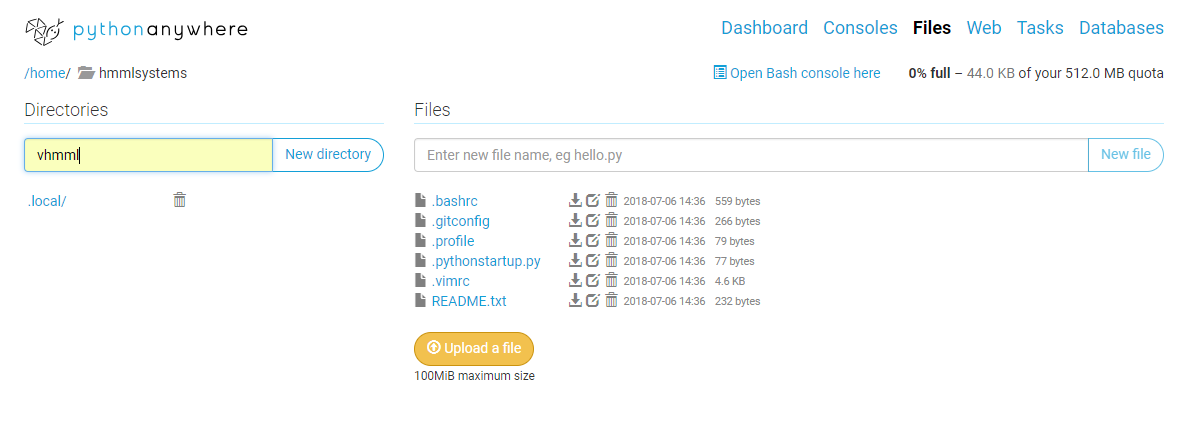 pythonanywhere
Dashboard Consoles Files Web Tasks Databases
/home/ hmmlsystems
Open Bash console here 0% full – 44.0 KB of your 512.0 MB quota
Directories
vhmml New directory
.local/
Files
Enter new file name, eg hello.py New file
.bashrc 2018-07-06 14:36 559 bytes
.gitconfig 2018-07-06 14:36 266 bytes
.profile 2018-07-06 14:36 79 bytes
.pythonstartup.py 2018-07-06 14:36 77 bytes
.vimrc 2018-07-06 14:36 4.6 KB
README.txt 2018-07-06 14:36 232 bytes
Upload a file
100MiB maximum size